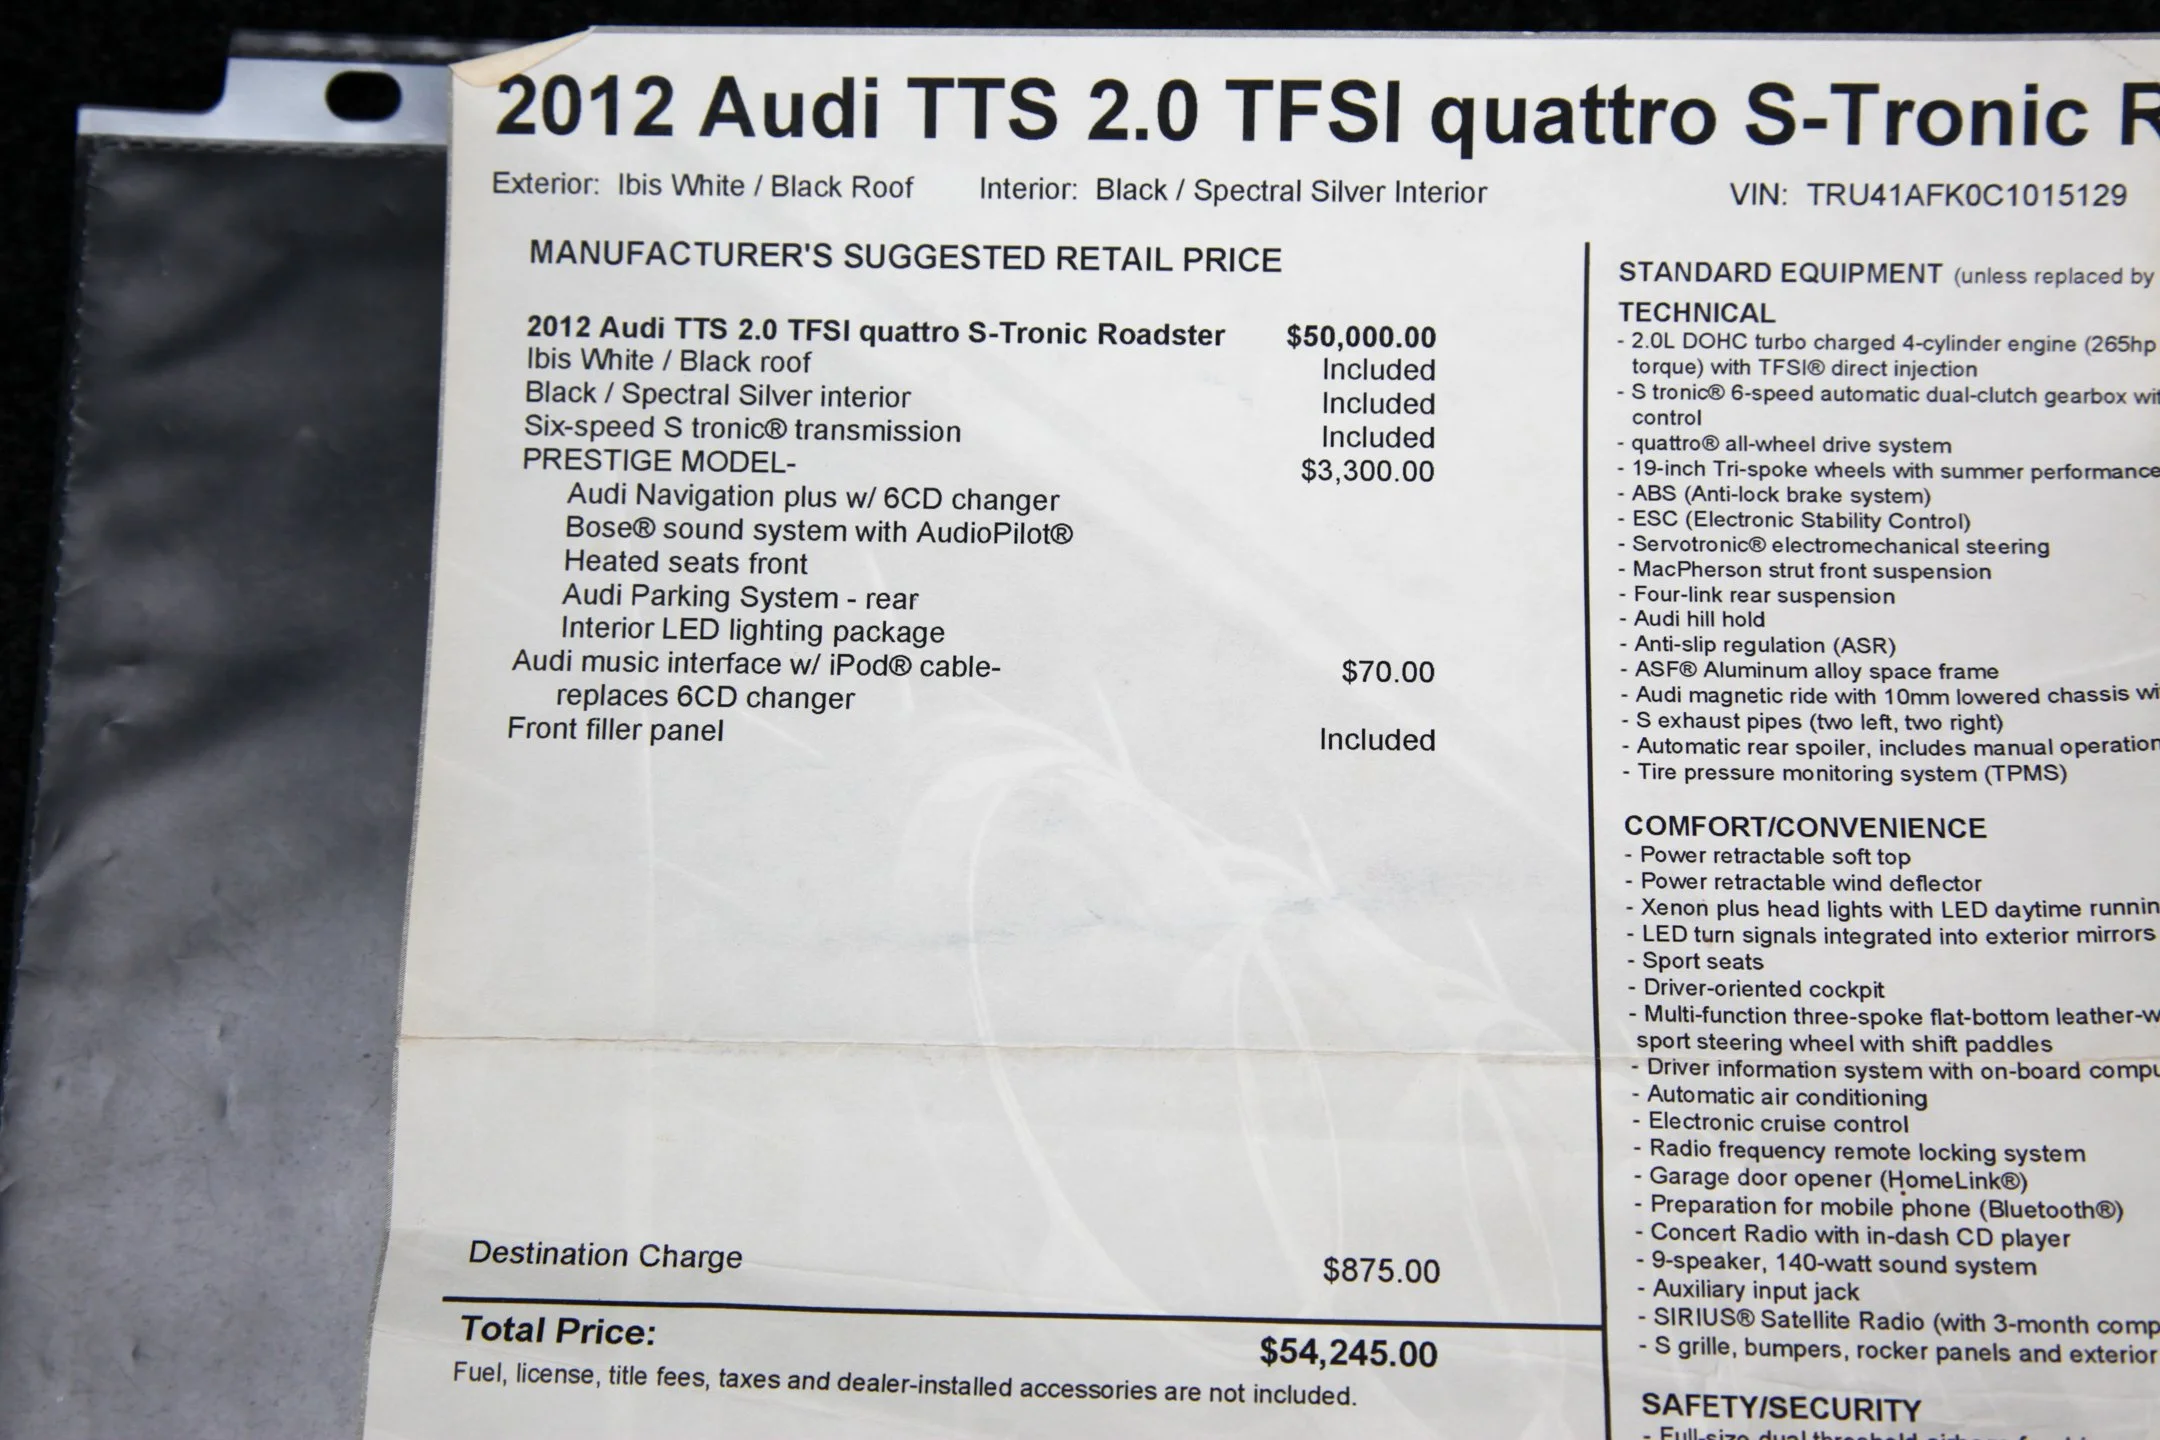 2012 Audi TTS 2.0 TFSI quattro S-Tronic
Exterior: Ibis White / Black Roof Interior: Black / Spectral Silver Interior VIN: TRU41AFK0C1015129
MANUFACTURER'S SUGGESTED RETAIL PRICE
2012 Audi TTS 2.0 TFSI quattro S-Tronic Roadster $50,000.00
Ibis White / Black roof Included
Black / Spectral Silver interior Included
Six-speed S tronic® transmission Included
PRESTIGE MODEL- $3,300.00
Audi Navigation plus w/ 6CD changer
Bose® sound system with AudioPilot®
Heated seats front
Audi Parking System - rear
Interior LED lighting package
Audi music interface w/ iPod® cable- $70.00
replaces 6CD changer
Front filler panel Included
Destination Charge $875.00
Total Price: $54,245.00
Fuel, license, title fees, taxes and dealer-installed accessories are not included.
STANDARD EQUIPMENT (unless replaced by
TECHNICAL
- 2.0L DOHC turbo charged 4-cylinder engine (265hp
torque) with TFSI® direct injection
- S tronic® 6-speed automatic dual-clutch gearbox
control
- quattro® all-wheel drive system
- 19-inch Tri-spoke wheels with summer performance
- ABS (Anti-lock brake system)
- ESC (Electronic Stability Control)
- Servotronic® electromechanical steering
- MacPherson strut front suspension
- Four-link rear suspension
- Audi hill hold
- Anti-slip regulation (ASR)
- ASF® Aluminum alloy space frame
- Audi magnetic ride with 10mm lowered chassis
- S exhaust pipes (two left, two right)
- Automatic rear spoiler, includes manual operation
- Tire pressure monitoring system (TPMS)
COMFORT/CONVENIENCE
- Power retractable soft top
- Power retractable wind deflector
- Xenon plus head lights with LED daytime
- LED turn signals integrated into exterior mirrors
- Sport seats
- Driver-oriented cockpit
- Multi-function three-spoke flat-bottom
sport steering wheel with shift paddles
- Driver information system with on-board
- Automatic air conditioning
- Electronic cruise control
- Radio frequency remote locking system
- Garage door opener (HomeLink®)
- Preparation for mobile phone (Bluetooth®)
- Concert Radio with in-dash CD player
- 9-speaker, 140-watt sound system
- Auxiliary input jack
- SIRIUS® Satellite Radio (with 3-month
- S grille, bumpers, rocker panels and exterior
SAFETY/SECURITY